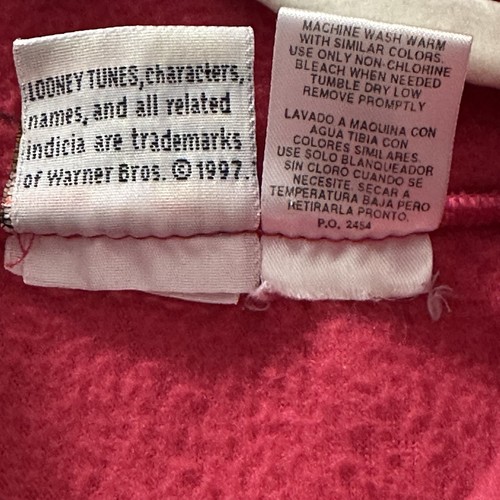 LOONEY TUNES, characters,
names, and all related
indicia are trademarks
of Warner Bros. © 1997.
MACHINE WASH WARM
WITH SIMILAR COLORS.
USE ONLY NON-CHLORINE
BLEACH WHEN NEEDED
TUMBLE DRY LOW
REMOVE PROMPTLY
LAVADO A MAQUINA CON
AGUA TIBIA CON
COLORES SIMILARES.
USE SOLO BLANQUEADOR
SIN CLORO CUANDO SE
NECESITE. SECAR A
TEMPERATURA BAJA PERO
RETIRARLA PRONTO.
P.O. 2454